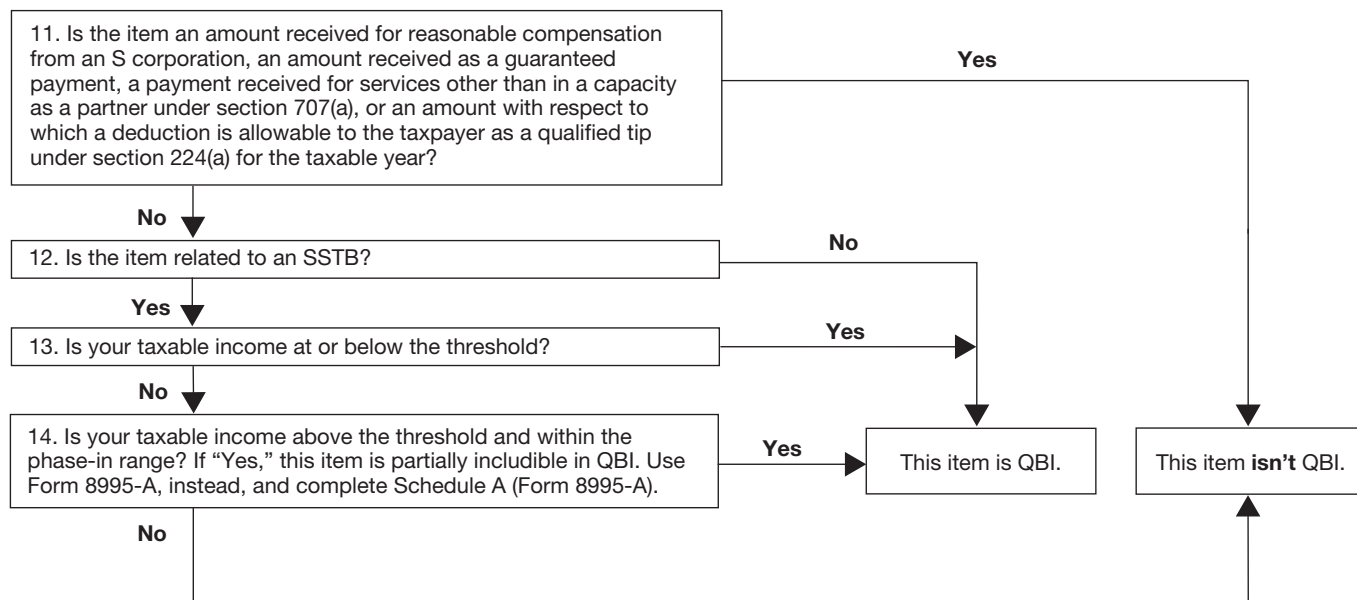 11. Is the item an amount received for reasonable compensation
from an S corporation, an amount received as a guaranteed
payment, a payment received for services other than in a capacity
as a partner under section 707(a), or an amount with respect to
which a deduction is allowable to the taxpayer as a qualified tip
under section 224(a) for the taxable year?
Yes
No
12. Is the item related to an SSTB?
No
Yes
13. Is your taxable income at or below the threshold?
Yes
No
14. Is your taxable income above the threshold and within the
phase-in range? If “Yes,” this item is partially includible in QBI. Use
Form 8995-A, instead, and complete Schedule A (Form 8995-A).
Yes
This item is QBI.
This item isn’t QBI.
No